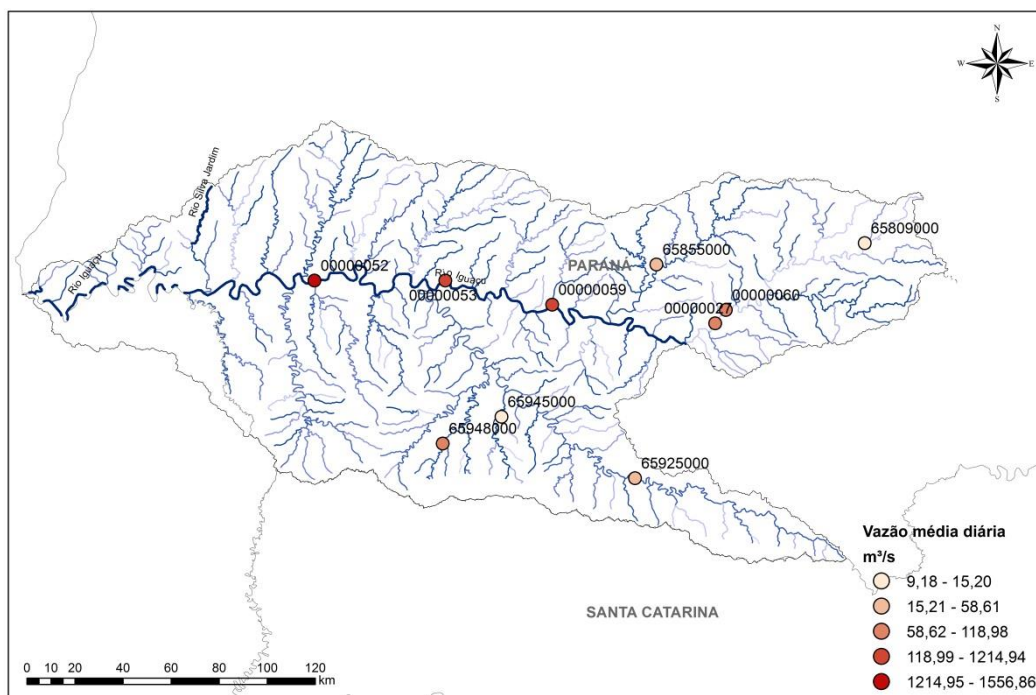 N
W E
S
Rio Silva Jardim
65809000
65855000
00000052
PARANÁ
Rio Iguaçu
Rio Iguaçu
00000053
00000059
00000060
00000027
65945000
65948000
65925000
Vazão média diária
m³/s
9,18 - 15,20
15,21 - 58,61
58,62 - 118,98
118,99 - 1214,94
1214,95 - 1556,86
SANTA CATARINA
0 5 10 20 40 60 80 100 120
km